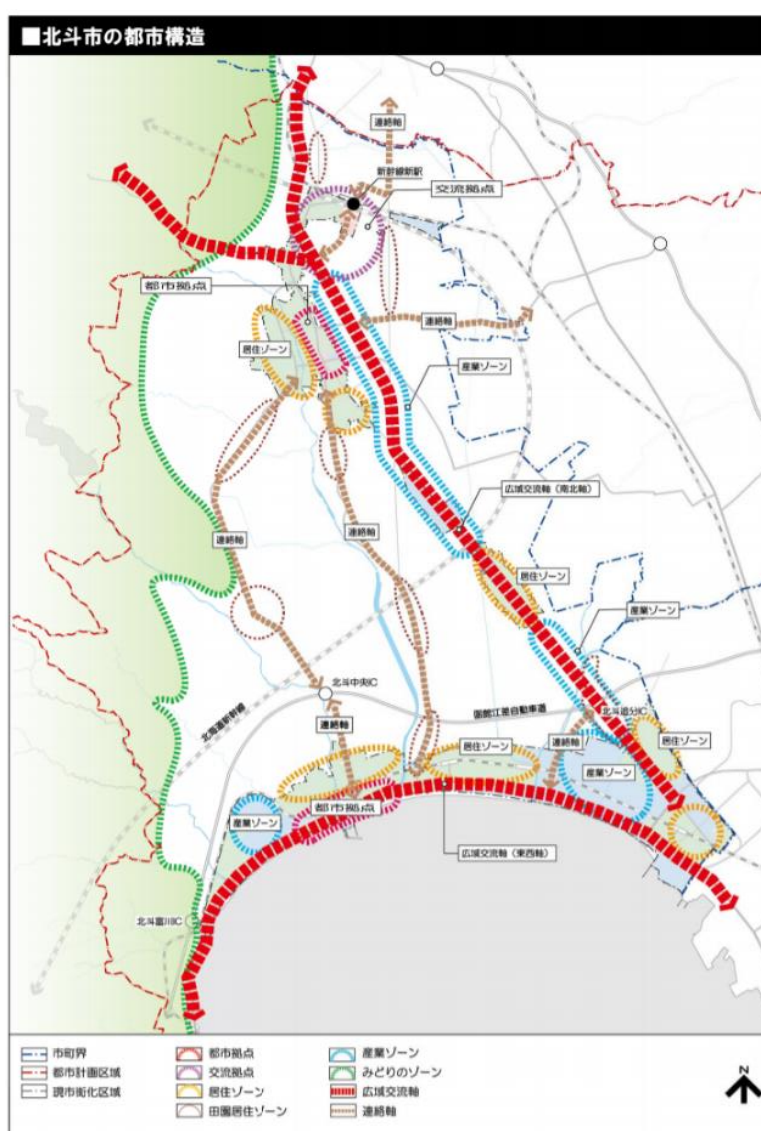 ■北斗市の都市構造
連絡軸
新幹線新駅
交流拠点
都市拠点
居住ゾーン
連絡軸
産業ゾーン
広域交流軸（南北軸）
連絡軸
連絡軸
居住ゾーン
産業ゾーン
北斗中央IC
北海道新幹線
函館江差自動車道
北斗追分IC
連絡軸
居住ゾーン
連絡軸
居住ゾーン
産業ゾーン
都市拠点
産業ゾーン
広域交流軸（東西軸）
北斗富川IC
市町界
都市計画区域
現市街化区域
都市拠点
交流拠点
居住ゾーン
田園居住ゾーン
産業ゾーン
みどりのゾーン
広域交流軸
連絡軸
N